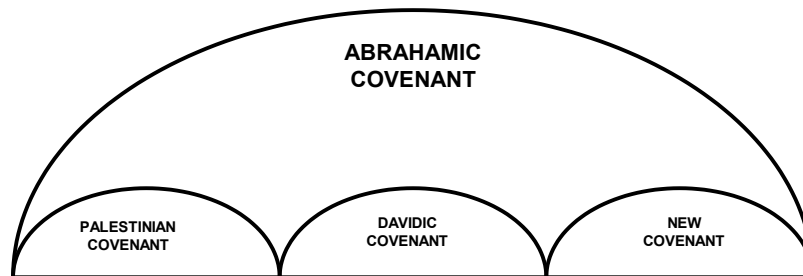 ABRAHAMIC
COVENANT
PALESTINIAN
COVENANT
DAVIDIC
COVENANT
NEW
COVENANT